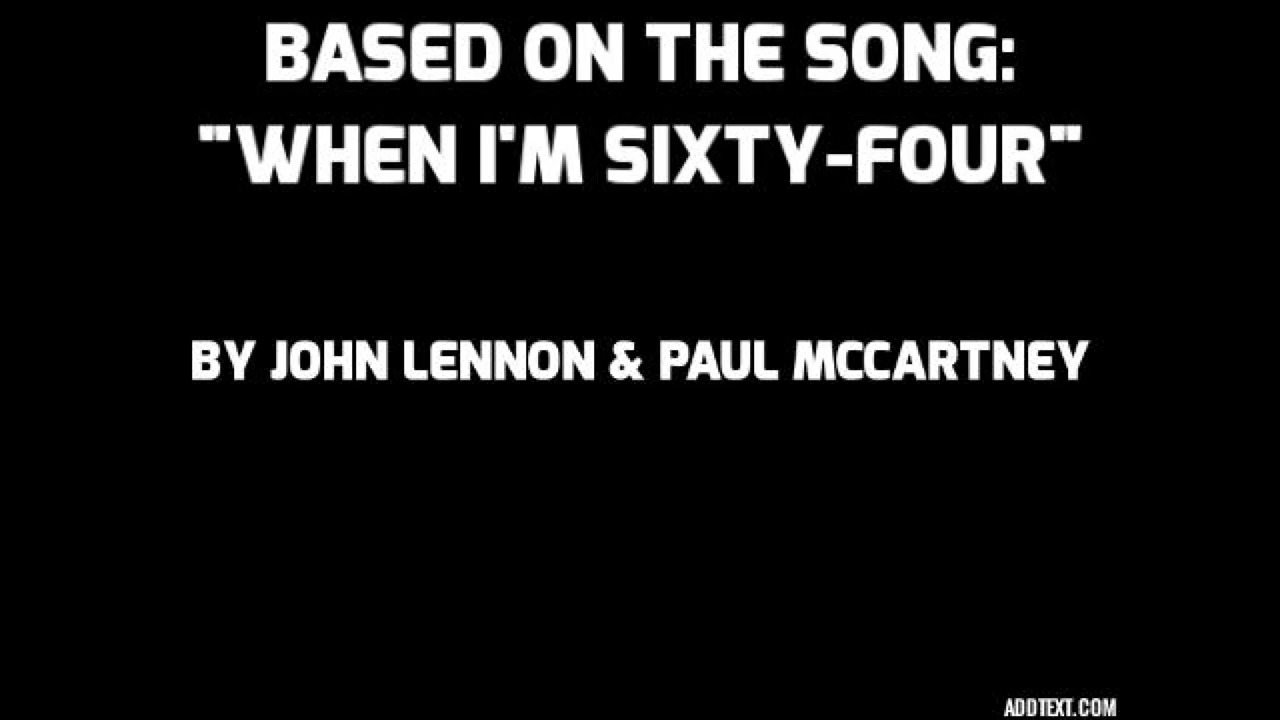 BASED ON THE SONG:
"WHEN I'M SIXTY-FOUR"
BY JOHN LENNON & PAUL MCCARTNEY
ADDTEXT.COM